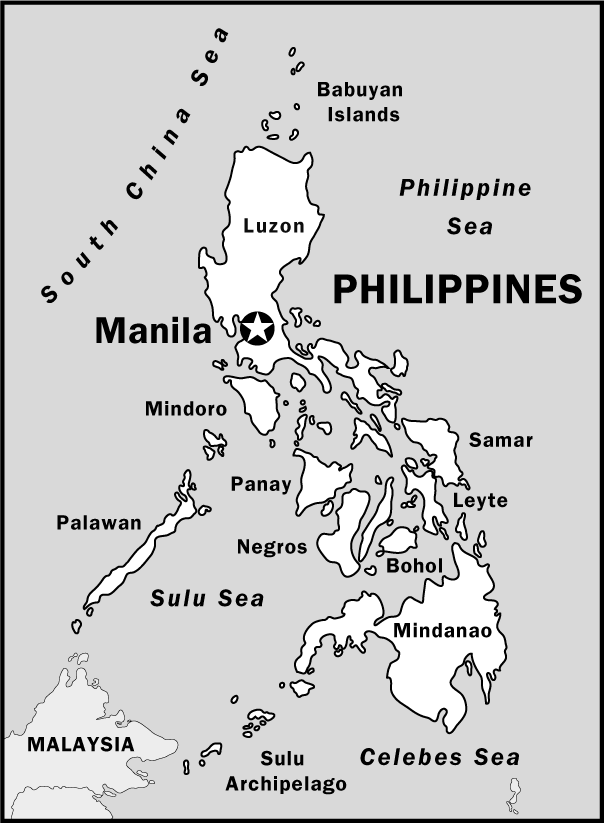 South China Sea
Babuyan
Islands
Philippine
Sea
Luzon
PHILIPPINES
Manila
Mindoro
Samar
Panay
Leyte
Palawan
Negros
Bohol
Sulu Sea
Mindanao
MALAYSIA
Celebes Sea
Sulu
Archipelago